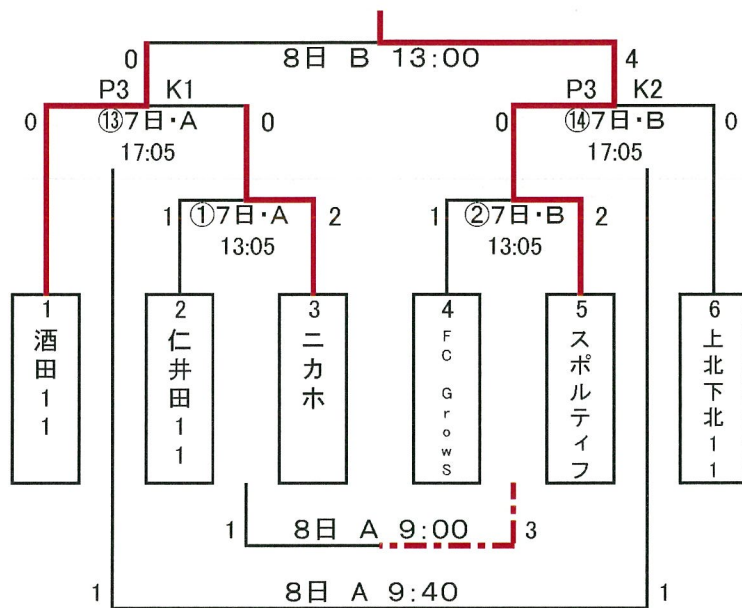 0 8日 B 13:00 4
P3 K1 P3 K2
0 ⑬7日・A 0 0 ⑭7日・B 0
17:05 17:05
1 ①7日・A 2 1 ②7日・B 2
13:05 13:05
1 2 3 4 5 6
酒田11
仁井田11
ニカホ
FC GrowS
スポルティフ
上北下北11
1 8日 A 9:00 3
1 8日 A 9:40 1